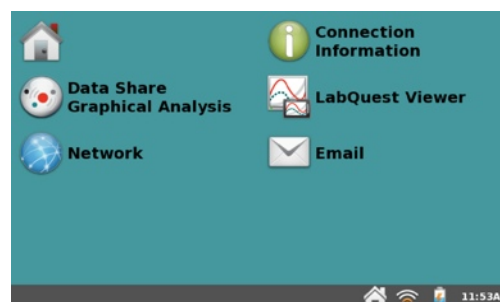 Connection
Information
Data Share
Graphical Analysis
LabQuest Viewer
Network
Email
11:53A